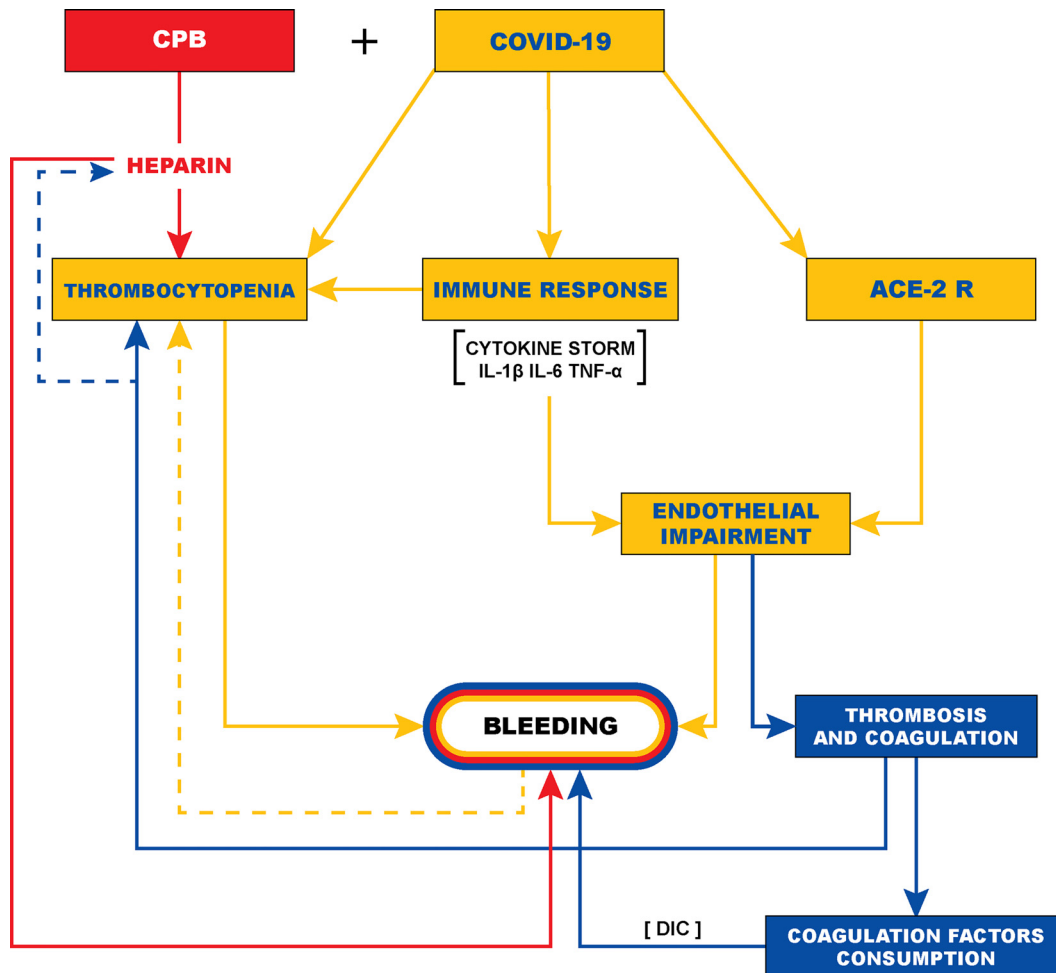 CPB
+
COVID-19
HEPARIN
THROMBOCYTOPENIA
IMMUNE RESPONSE
ACE-2 R
[CYTOKINE STORM
IL-1β IL-6 TNF-α]
ENDOTHELIAL
IMPAIRMENT
BLEEDING
THROMBOSIS
AND COAGULATION
[ DIC ]
COAGULATION FACTORS
CONSUMPTION